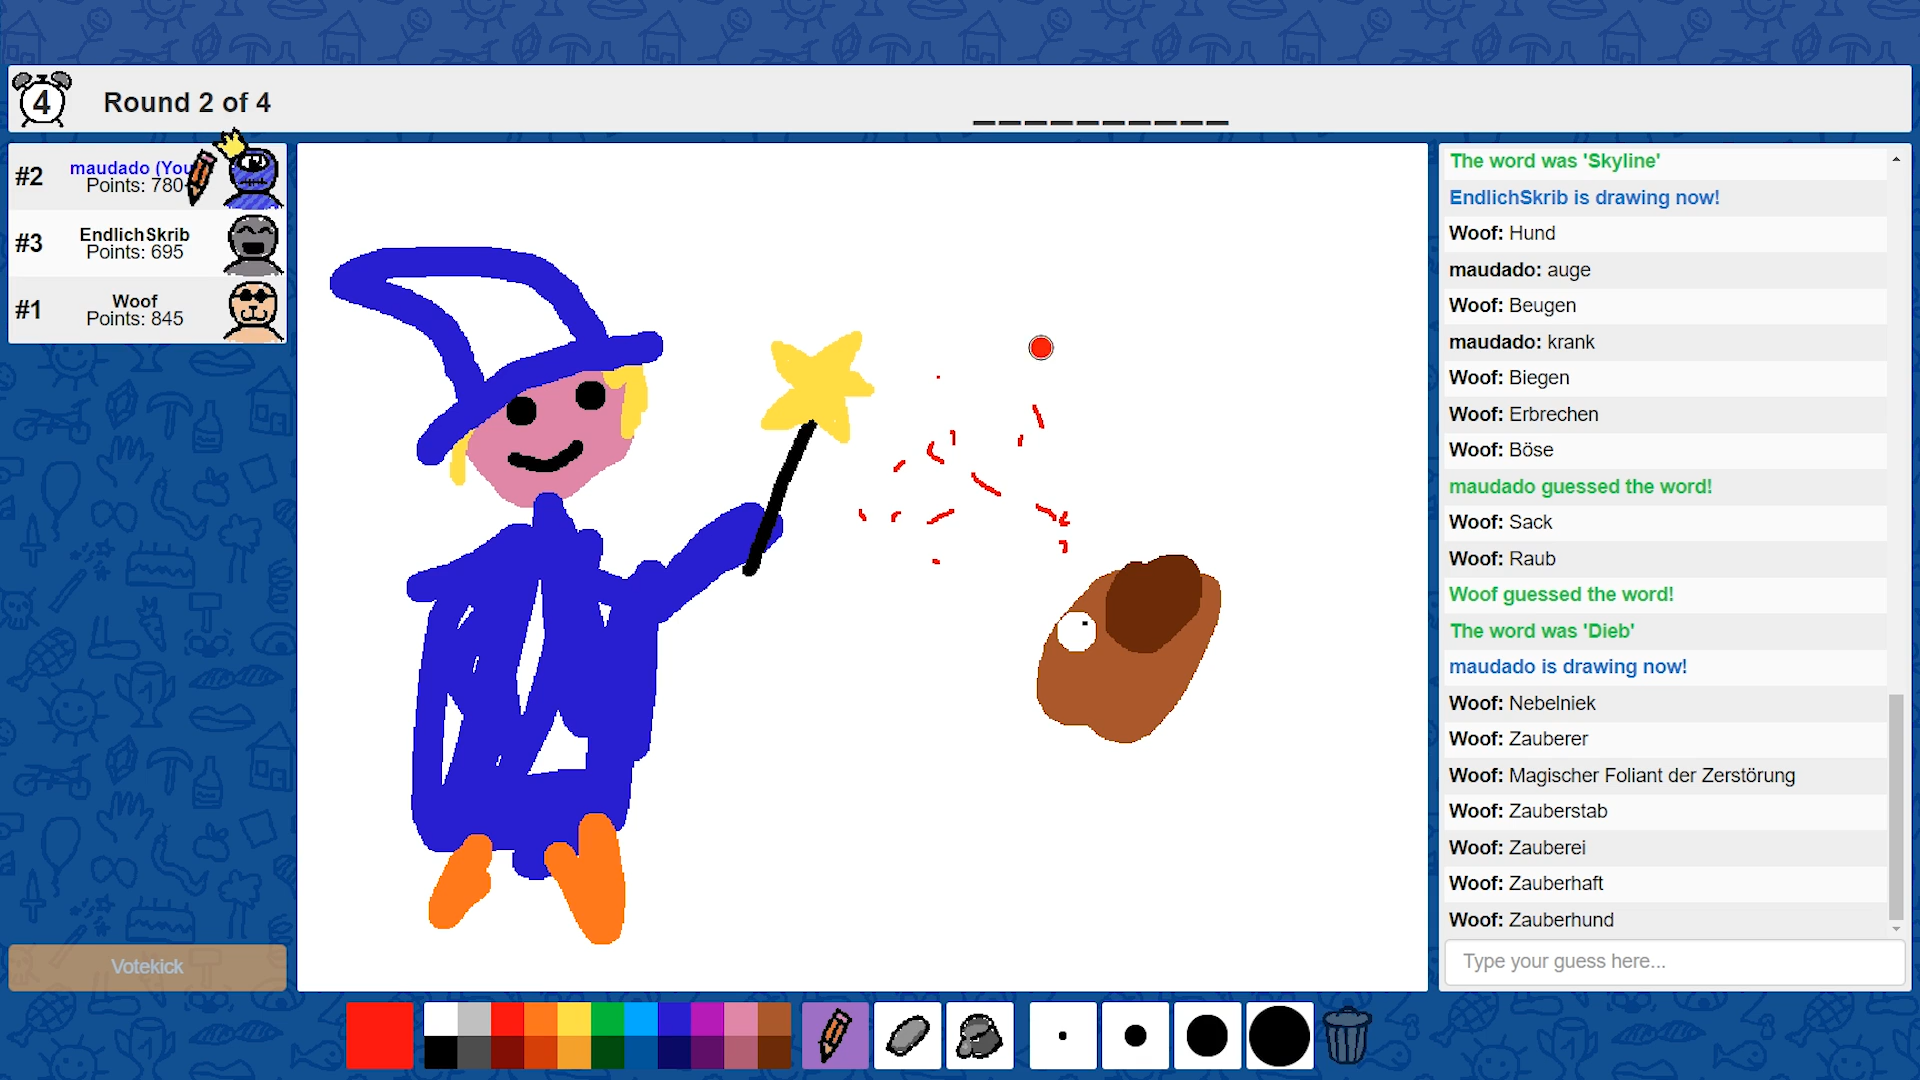 4
Round 2 of 4
__________
#2
maudado (You
Points: 780
#3
EndlichSkrib
Points: 695
#1
Woof
Points: 845
The word was 'Skyline'
EndlichSkrib is drawing now!
Woof: Hund
maudado: auge
Woof: Beugen
maudado: krank
Woof: Biegen
Woof: Erbrechen
Woof: Böse
maudado guessed the word!
Woof: Sack
Woof: Raub
Woof guessed the word!
The word was 'Dieb'
maudado is drawing now!
Woof: Nebelniek
Woof: Zauberer
Woof: Magischer Foliant der Zerstörung
Woof: Zauberstab
Woof: Zauberei
Woof: Zauberhaft
Woof: Zauberhund
Type your guess here...
Votekick